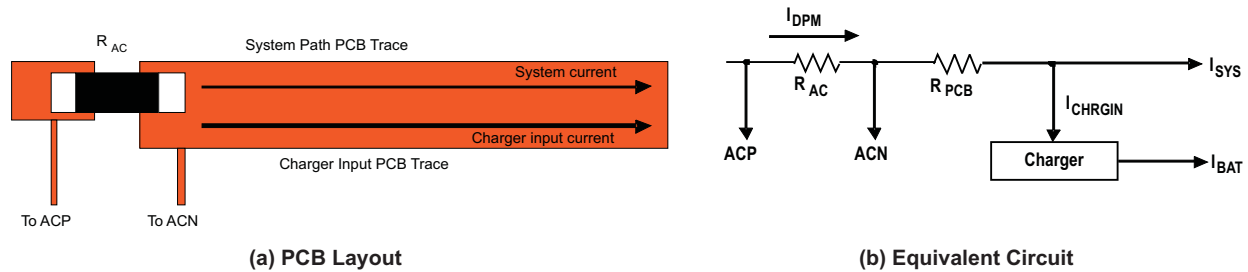 R AC
System Path PCB Trace
System current
Charger input current
Charger Input PCB Trace
To ACP
To ACN
(a) PCB Layout
I DPM
R AC
R PCB
I SYS
I CHRGIN
ACP
ACN
Charger
I BAT
(b) Equivalent Circuit